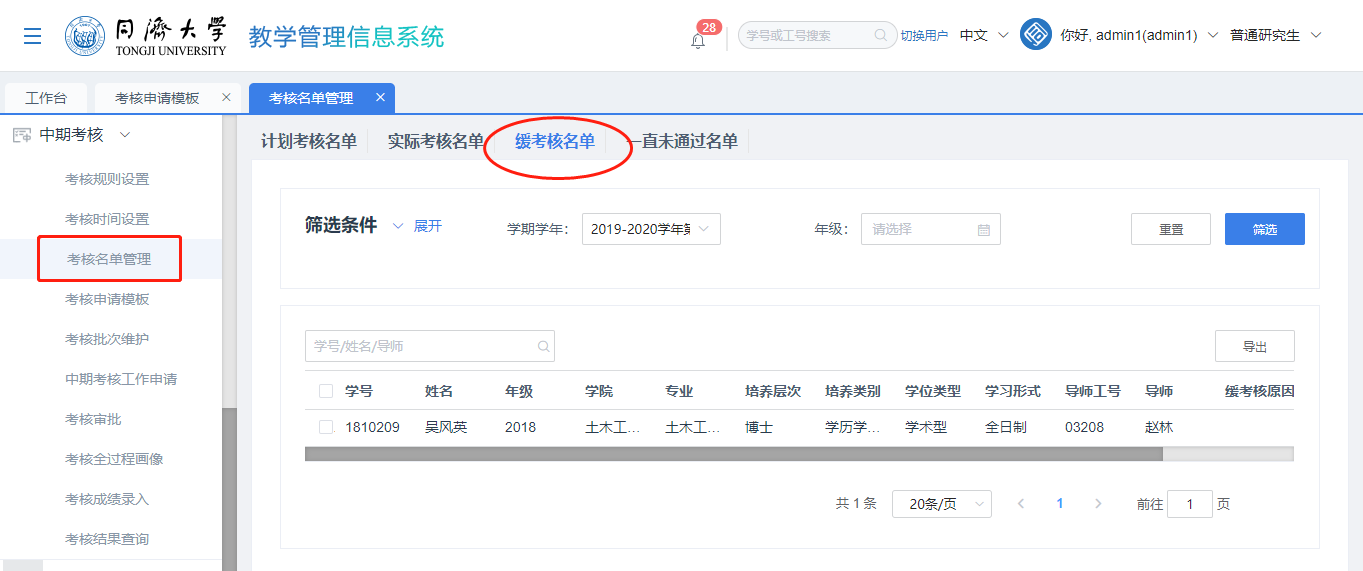 同濟大学
TONGJI UNIVERSITY
教学管理信息系统
28
学号或工号搜索
切换用户
中文
你好, admin1(admin1)
普通研究生
工作台
考核申请模板
考核名单管理
中期考核
考核规则设置
考核时间设置
考核名单管理
考核申请模板
考核批次维护
中期考核工作申请
考核审批
考核全过程画像
考核成绩录入
考核结果查询
计划考核名单 实际考核名单 缓考核名单 一直未通过名单
筛选条件 展开 学期学年: 2019-2020学年第 年级: 请选择 重置 筛选
学号/姓名/导师 导出
学号 姓名 年级 学院 专业 培养层次 培养类别 学位类型 学习形式 导师工号 导师 缓考核原因
1810209 吴风英 2018 土木工... 土木工... 博士 学历学... 学术型 全日制 03208 赵林
共 1 条 20条/页 1 前往 1 页